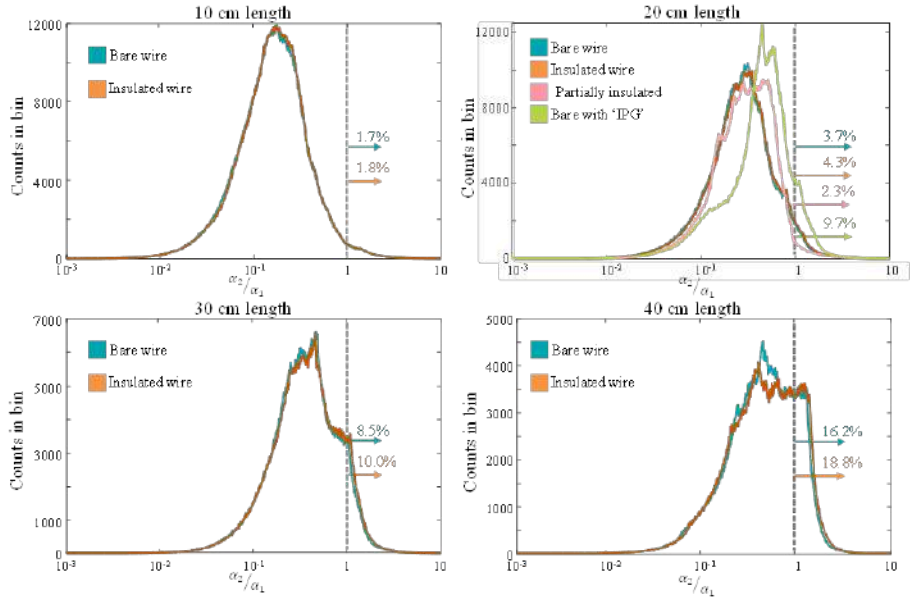 10 cm length
Counts in bin
12000
8000
4000
0
Bare wire
Insulated wire
1.7%
1.8%
10⁻³
10⁻²
10⁻¹
1
10
α₂/α₁
20 cm length
Counts in bin
12000
8000
4000
0
Bare wire
Insulated wire
Partially insulated
Bare with ‘IPG’
3.7%
4.3%
2.3%
9.7%
10⁻³
10⁻²
10⁻¹
1
10
α₂/α₁
30 cm length
Counts in bin
7000
5000
3000
1000
0
Bare wire
Insulated wire
8.5%
10.0%
10⁻³
10⁻²
10⁻¹
1
10
α₂/α₁
40 cm length
Counts in bin
5000
4000
3000
2000
1000
0
Bare wire
Insulated wire
16.2%
18.8%
10⁻³
10⁻²
10⁻¹
1
10
α₂/α₁